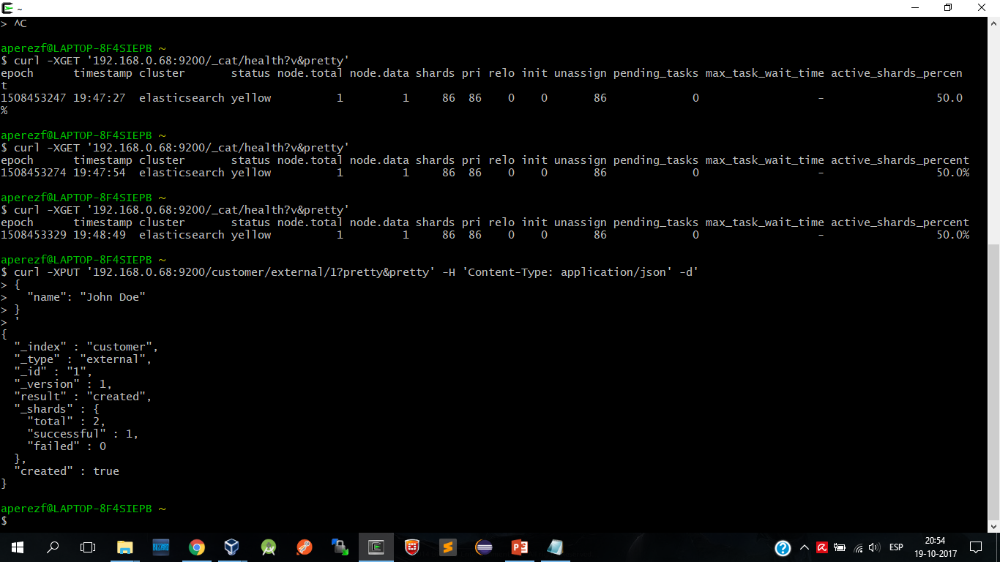 ~
> ^C
aperezf@LAPTOP-8F4SIEPB ~
$ curl -XGET '192.168.0.68:9200/_cat/health?v&pretty'
epoch      timestamp cluster       status node.total node.data shards pri relo init unassign pending_tasks max_task_wait_time active_shards_percen
t
1508453247 19:47:27  elasticsearch yellow          1         1     86  86    0    0       86             0                  -                 50.0
%
aperezf@LAPTOP-8F4SIEPB ~
$ curl -XGET '192.168.0.68:9200/_cat/health?v&pretty'
epoch      timestamp cluster       status node.total node.data shards pri relo init unassign pending_tasks max_task_wait_time active_shards_percent
1508453274 19:47:54  elasticsearch yellow          1         1     86  86    0    0       86             0                  -                 50.0%
aperezf@LAPTOP-8F4SIEPB ~
$ curl -XGET '192.168.0.68:9200/_cat/health?v&pretty'
epoch      timestamp cluster       status node.total node.data shards pri relo init unassign pending_tasks max_task_wait_time active_shards_percent
1508453329 19:48:49  elasticsearch yellow          1         1     86  86    0    0       86             0                  -                 50.0%
aperezf@LAPTOP-8F4SIEPB ~
$ curl -XPUT '192.168.0.68:9200/customer/external/1?pretty&pretty' -H 'Content-Type: application/json' -d'
> {
>   "name": "John Doe"
> }
> '
{
  "_index" : "customer",
  "_type" : "external",
  "_id" : "1",
  "_version" : 1,
  "result" : "created",
  "_shards" : {
    "total" : 2,
    "successful" : 1,
    "failed" : 0
  },
  "created" : true
}
aperezf@LAPTOP-8F4SIEPB ~
$
ESP
20:54
19-10-2017